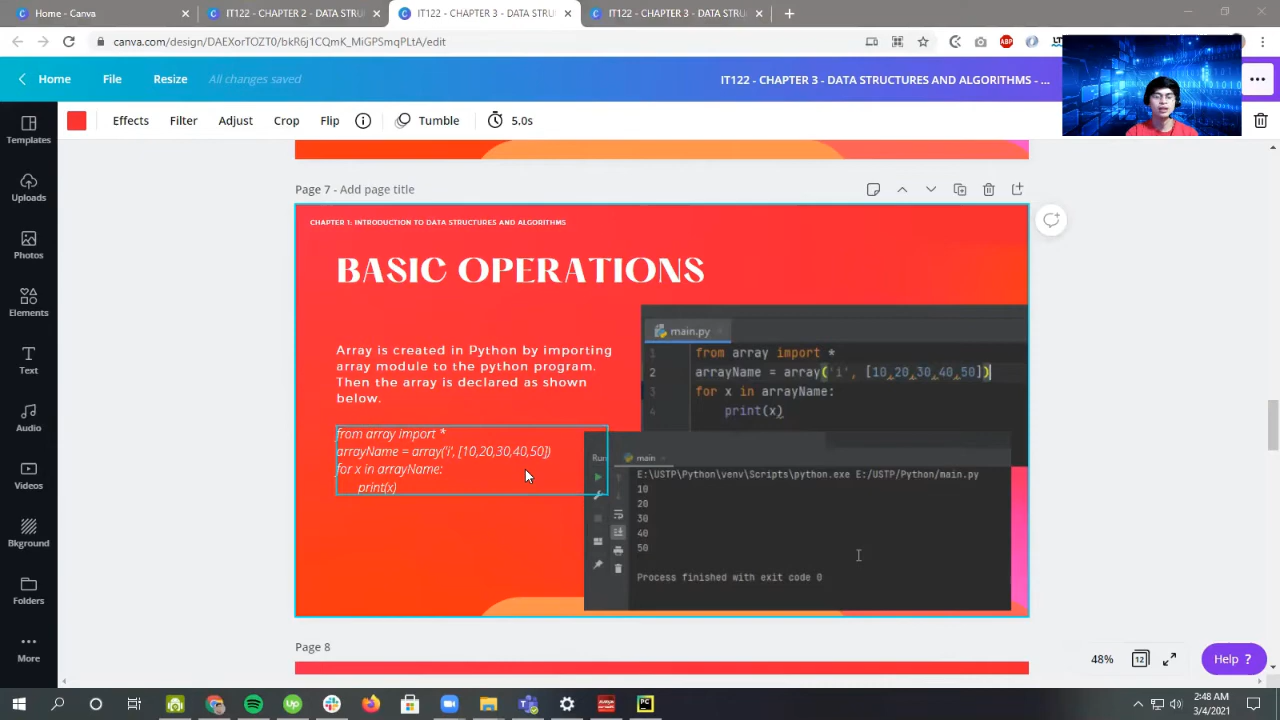 Home - Canva
IT122 - CHAPTER 2 - DATA STRU
IT122 - CHAPTER 3 - DATA STRU
IT122 - CHAPTER 3 - DATA STRU
canva.com/design/DAEXorTOZT0/bkR6j1CQmK_MiGPSmqPLtA/edit
ABP
Home
File
Resize
All changes saved
IT122 - CHAPTER 3 - DATA STRUCTURES AND ALGORITHMS - ...
Effects
Filter
Adjust
Crop
Flip
Tumble
5.0s
Templates
Uploads
Photos
Elements
Text
Audio
Videos
Bkground
Folders
More
Page 7 - Add page title
CHAPTER 1: INTRODUCTION TO DATA STRUCTURES AND ALGORITHMS
BASIC OPERATIONS
Array is created in Python by importing
array module to the python program.
Then the array is declared as shown
below.
from array import *
arrayName = array('i', [10,20,30,40,50])
for x in arrayName:
print(x)
main.py
1 from array import *
2 arrayName = array('i', [10,20,30,40,50])
3 for x in arrayName:
4 print(x)
Run
main
E:\USTP\Python\venv\Scripts\python.exe E:/USTP/Python/main.py
10
20
30
40
50
Process finished with exit code 0
Page 8
48%
12
Help ?
2:48 AM
3/4/2021